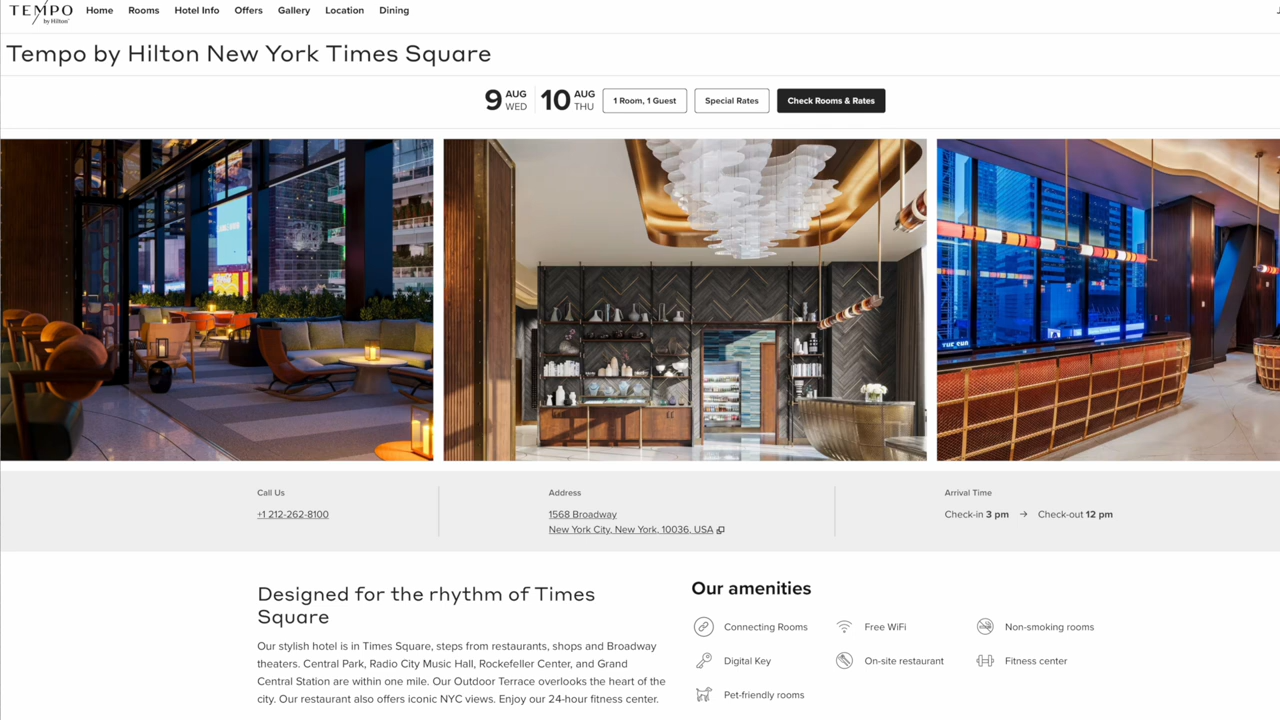 TEMPO
by Hilton™
Home Rooms Hotel Info Offers Gallery Location Dining
Tempo by Hilton New York Times Square
9 AUG WED 10 AUG THU 1 Room, 1 Guest Special Rates Check Rooms & Rates
Call Us
+1 212-262-8100
Address
1568 Broadway
New York City, New York, 10036, USA
Arrival Time
Check-in 3 pm → Check-out 12 pm
Designed for the rhythm of Times
Square
Our stylish hotel is in Times Square, steps from restaurants, shops and Broadway
theaters. Central Park, Radio City Music Hall, Rockefeller Center, and Grand
Central Station are within one mile. Our Outdoor Terrace overlooks the heart of the
city. Our restaurant also offers iconic NYC views. Enjoy our 24-hour fitness center.
Our amenities
Connecting Rooms Free WiFi Non-smoking rooms
Digital Key On-site restaurant Fitness center
Pet-friendly rooms